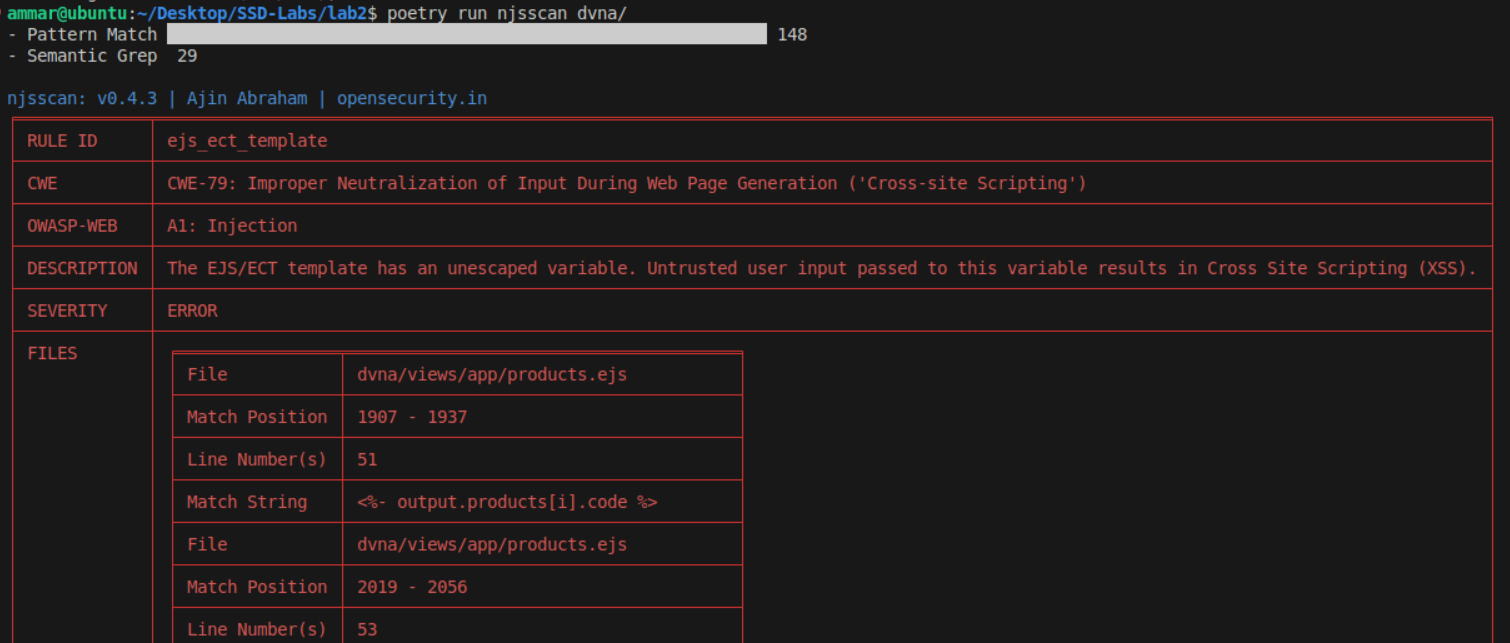 ammar@ubuntu:~/Desktop/SSD-Labs/lab2$ poetry run njsscan dvna/
- Pattern Match 148
- Semantic Grep 29
njsscan: v0.4.3 | Ajin Abraham | opensecurity.in
RULE ID ejs_ect_template
CWE CWE-79: Improper Neutralization of Input During Web Page Generation ('Cross-site Scripting')
OWASP-WEB A1: Injection
DESCRIPTION The EJS/ECT template has an unescaped variable. Untrusted user input passed to this variable results in Cross Site Scripting (XSS).
SEVERITY ERROR
FILES
File dvna/views/app/products.ejs
Match Position 1907 - 1937
Line Number(s) 51
Match String <%- output.products[i].code %>
File dvna/views/app/products.ejs
Match Position 2019 - 2056
Line Number(s) 53